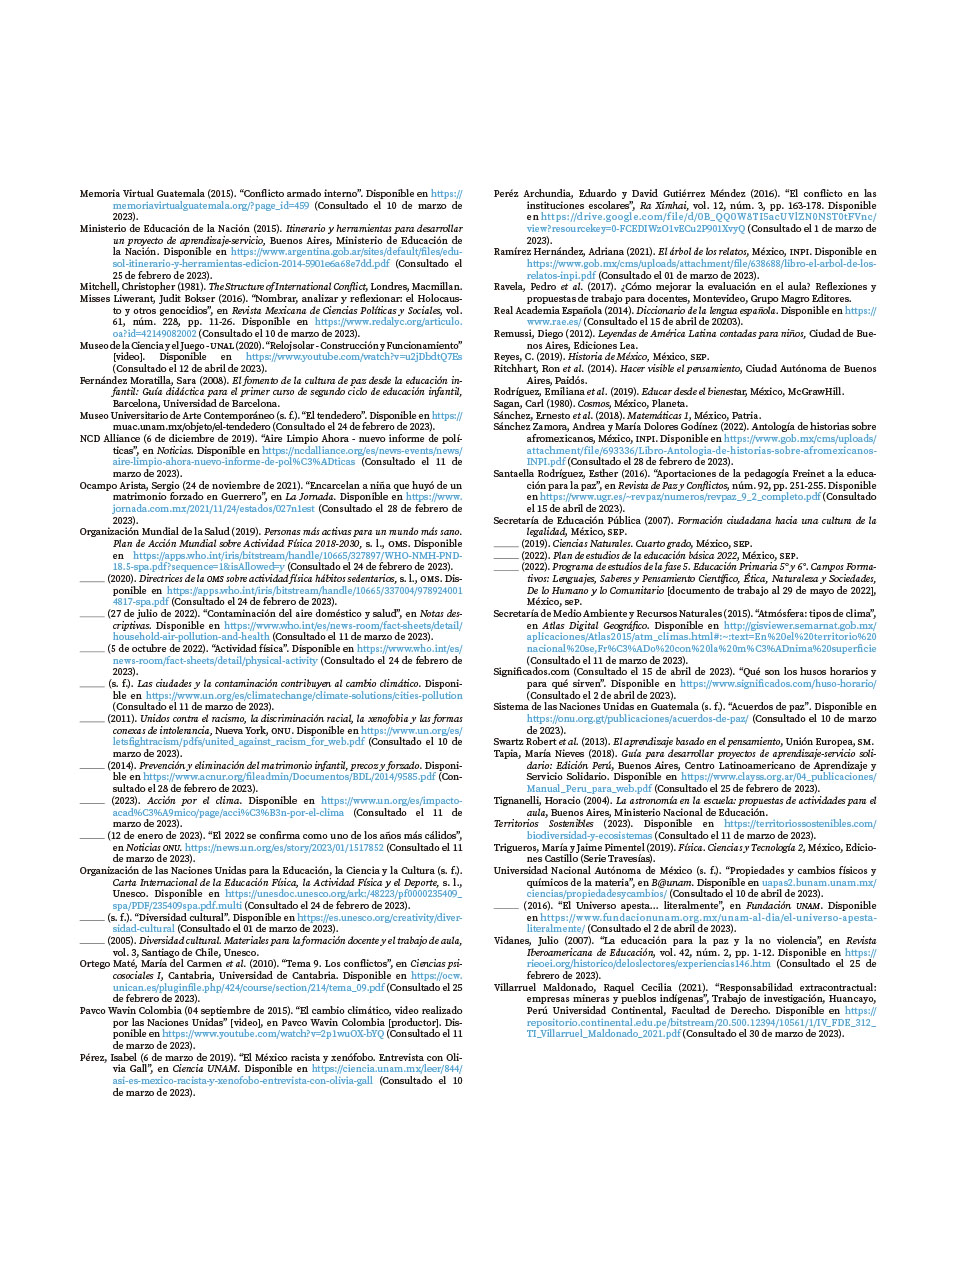 Memoria Virtual Guatemala (2015). “Conflicto armado interno”. Disponible en https://
memoriavirtualguatemala.org/?page_id=459 (Consultado el 10 de marzo de
2023).
Ministerio de Educación de la Nación (2015). Itinerario y herramientas para desarrollar
un proyecto de aprendizaje-servicio, Buenos Aires, Ministerio de Educación de
la Nación. Disponible en https://www.argentina.gob.ar/sites/default/files/edu-
sol-itinerario-y-herramientas-edicion-2014-5901e6a68e7dd.pdf (Consultado el
25 de febrero de 2023).
Mitchell, Christopher (1981). The Structure of International Conflict, Londres, Macmillan.
Misses Liwerant, Judit Bokser (2016). “Nombrar, analizar y reflexionar: el Holocaus-
to y otros genocidios”, en Revista Mexicana de Ciencias Políticas y Sociales, vol.
61, núm. 228, pp. 11-26. Disponible en https://www.redalyc.org/articulo.
oa?id=42149082002 (Consultado el 10 de marzo de 2023).
Museo de la Ciencia y el Juego - UNAL (2020). “Reloj solar - Construcción y Funcionamiento”
[video]. Disponible en https://www.youtube.com/watch?v=u2jDbdtQ7Es
(Consultado el 12 de abril de 2023).
Fernández Moratilla, Sara (2008). El fomento de la cultura de paz desde la educación in-
fantil: Guía didáctica para el primer curso de segundo ciclo de educación infantil,
Barcelona, Universidad de Barcelona.
Museo Universitario de Arte Contemporáneo (s. f.). “El tendedero”. Disponible en https://
muac.unam.mx/objeto/el-tendedero (Consultado el 24 de febrero de 2023).
NCD Alliance (6 de diciembre de 2019). “Aire Limpio Ahora - nuevo informe de polí-
ticas”, en Noticias. Disponible en https://ncdalliance.org/es/news-events/news/
aire-limpio-ahora-nuevo-informe-de-pol%C3%ADticas (Consultado el 11 de
marzo de 2023).
Ocampo Arista, Sergio (24 de noviembre de 2021). “Encarcelan a niña que huyó de un
matrimonio forzado en Guerrero”, en La Jornada. Disponible en https://www.
jornada.com.mx/2021/11/24/estados/027n1est (Consultado el 28 de febrero de
2023).
Organización Mundial de la Salud (2019). Personas más activas para un mundo más sano.
Plan de Acción Mundial sobre Actividad Física 2018-2030, s. l., OMS. Disponible
en https://apps.who.int/iris/bitstream/handle/10665/327897/WHO-NMH-PND-
18.5-spa.pdf?sequence=1&isAllowed=y (Consultado el 24 de febrero de 2023).
_____ (2020). Directrices de la OMS sobre actividad física hábitos sedentarios, s. l., OMS. Dis-
ponible en https://apps.who.int/iris/bitstream/handle/10665/337004/978924001
4817-spa.pdf (Consultado el 24 de febrero de 2023).
_____ (27 de julio de 2022). “Contaminación del aire doméstico y salud”, en Notas des-
criptivas. Disponible en https://www.who.int/es/news-room/fact-sheets/detail/
household-air-pollution-and-health (Consultado el 11 de marzo de 2023).
_____ (5 de octubre de 2022). “Actividad física”. Disponible en https://www.who.int/es/
news-room/fact-sheets/detail/physical-activity (Consultado el 24 de febrero de
2023).
_____ (s. f.). Las ciudades y la contaminación contribuyen al cambio climático. Disponi-
ble en https://www.un.org/es/climatechange/climate-solutions/cities-pollution
(Consultado el 11 de marzo de 2023).
_____ (2011). Unidos contra el racismo, la discriminación racial, la xenofobia y las formas
conexas de intolerancia, Nueva York, ONU. Disponible en https://www.un.org/es/
letsfightracism/pdfs/united_against_racism_for_web.pdf (Consultado el 10 de
marzo de 2023).
_____ (2014). Prevención y eliminación del matrimonio infantil, precoz y forzado. Disponi-
ble en https://www.acnur.org/fileadmin/Documentos/BDL/2014/9585.pdf (Con-
sultado el 28 de febrero de 2023).
_____ (2023). Acción por el clima. Disponible en https://www.un.org/es/impacto-
acad%C3%A9mico/page/acci%C3%B3n-por-el-clima (Consultado el 11 de
marzo de 2023).
_____ (12 de enero de 2023). “El 2022 se confirma como uno de los años más cálidos”,
en Noticias ONU. https://news.un.org/es/story/2023/01/1517852 (Consultado el 11
de marzo de 2023).
Organización de las Naciones Unidas para la Educación, la Ciencia y la Cultura (s. f.).
Carta Internacional de la Educación Física, la Actividad Física y el Deporte, s. l.,
Unesco. Disponible en https://unesdoc.unesco.org/ark:/48223/pf0000235409_
spa/PDF/235409spa.pdf.multi (Consultado el 24 de febrero de 2023).
_____ (s. f.). “Diversidad cultural”. Disponible en https://es.unesco.org/creativity/diver-
sidad-cultural (Consultado el 01 de marzo de 2023).
_____ (2005). Diversidad cultural. Materiales para la formación docente y el trabajo de aula,
vol. 3, Santiago de Chile, Unesco.
Ortego Maté, María del Carmen et al. (2010). “Tema 9. Los conflictos”, en Ciencias psi-
cosociales I, Cantabria, Universidad de Cantabria. Disponible en https://ocw.
unican.es/pluginfile.php/424/course/section/214/tema_09.pdf (Consultado el 25
de febrero de 2023).
Pavco Wavin Colombia (04 septiembre de 2015). “El cambio climático, video realizado
por las Naciones Unidas” [video], en Pavco Wavin Colombia [productor]. Dis-
ponible en https://www.youtube.com/watch?v=2p1wuOX-bYQ (Consultado el 11
de marzo de 2023).
Pérez, Isabel (6 de marzo de 2019). “El México racista y xenófobo. Entrevista con Oli-
via Gall”, en Ciencia UNAM. Disponible en https://ciencia.unam.mx/leer/844/
asi-es-mexico-racista-y-xenofobo-entrevista-con-olivia-gall (Consultado el 10
de marzo de 2023).
Peréz Archundia, Eduardo y David Gutiérrez Méndez (2016). “El conflicto en las
instituciones escolares”, Ra Ximhai, vol. 12, núm. 3, pp. 163-178. Disponible
en https://drive.google.com/file/d/0B_QQ0W8TI5acUVlZN0NST0tFVnc/
view?resourcekey=0-FCEDIWzO1vECu2P901XvyQ (Consultado el 1 de marzo de
2023).
Ramírez Hernández, Adriana (2021). El árbol de los relatos, México, INPI. Disponible en
https://www.gob.mx/cms/uploads/attachment/file/638688/libro-el-arbol-de-los-
relatos-inpi.pdf (Consultado el 01 de marzo de 2023).
Ravela, Pedro et al. (2017). ¿Cómo mejorar la evaluación en el aula? Reflexiones y
propuestas de trabajo para docentes, Montevideo, Grupo Magro Editores.
Real Academia Española (2014). Diccionario de la lengua española. Disponible en https://
www.rae.es/ (Consultado el 15 de abril de 20203).
Remussi, Diego (2012). Leyendas de América Latina contadas para niños, Ciudad de Bue-
nos Aires, Ediciones Lea.
Reyes, C. (2019). Historia de México, México, SEP.
Ritchhart, Ron et al. (2014). Hacer visible el pensamiento, Ciudad Autónoma de Buenos
Aires, Paidós.
Rodríguez, Emiliana et al. (2019). Educar desde el bienestar, México, McGrawHill.
Sagan, Carl (1980). Cosmos, México, Planeta.
Sánchez, Ernesto et al. (2018). Matemáticas 1, México, Patria.
Sánchez Zamora, Andrea y María Dolores Godínez (2022). Antología de historias sobre
afromexicanos, México, INPI. Disponible en https://www.gob.mx/cms/uploads/
attachment/file/693336/Libro-Antologia-de-historias-sobre-afromexicanos-
INPI.pdf (Consultado el 28 de febrero de 2023).
Santaella Rodríguez, Esther (2016). “Aportaciones de la pedagogía Freinet a la educa-
ción para la paz”, en Revista de Paz y Conflictos, núm. 92, pp. 251-255. Disponible
en https://www.ugr.es/~revpaz/numeros/revpaz_9_2_completo.pdf (Consultado
el 15 de abril de 2023).
Secretaría de Educación Pública (2007). Formación ciudadana hacia una cultura de la
legalidad, México, SEP.
_____ (2019). Ciencias Naturales. Cuarto grado, México, SEP.
_____ (2022). Plan de estudios de la educación básica 2022, México, SEP.
_____ (2022). Programa de estudios de la fase 5. Educación Primaria 5° y 6°. Campos Forma-
tivos: Lenguajes, Saberes y Pensamiento Científico, Ética, Naturaleza y Sociedades,
De lo Humano y lo Comunitario [documento de trabajo al 29 de mayo de 2022],
México, seP.
Secretaría de Medio Ambiente y Recursos Naturales (2015). “Atmósfera: tipos de clima”,
en Atlas Digital Geográfico. Disponible en http://gisviewer.semarnat.gob.mx/
aplicaciones/Atlas2015/atm_climas.html#:~:text=En%20el%20territorio%20
nacional%20se,Fr%C3%ADo%20con%20la%20m%C3%ADnima%20superficie
(Consultado el 11 de marzo de 2023).
Significados.com (Consultado el 15 de abril de 2023). “Qué son los husos horarios y
para qué sirven”. Disponible en https://www.significados.com/huso-horario/
(Consultado el 2 de abril de 2023).
Sistema de las Naciones Unidas en Guatemala (s. f.). “Acuerdos de paz”. Disponible en
https://onu.org.gt/publicaciones/acuerdos-de-paz/ (Consultado el 10 de marzo
de 2023).
Swartz Robert et al. (2013). El aprendizaje basado en el pensamiento, Unión Europea, SM.
Tapia, María Nieves (2018). Guía para desarrollar proyectos de aprendizaje-servicio soli-
dario: Edición Perú, Buenos Aires, Centro Latinoamericano de Aprendizaje y
Servicio Solidario. Disponible en https://www.clayss.org.ar/04_publicaciones/
Manual_Peru_para_web.pdf (Consultado el 25 de febrero de 2023).
Tignanelli, Horacio (2004). La astronomía en la escuela: propuestas de actividades para el
aula, Buenos Aires, Ministerio Nacional de Educación.
Territorios Sostenibles (2023). Disponible en https://territoriossostenibles.com/
biodiversidad-y-ecosistemas (Consultado el 11 de marzo de 2023).
Trigueros, María y Jaime Pimentel (2019). Física. Ciencias y Tecnología 2, México, Edicio-
nes Castillo (Serie Travesías).
Universidad Nacional Autónoma de México (s. f.). “Propiedades y cambios físicos y
químicos de la materia”, en B@unam. Disponible en uapas2.bunam.unam.mx/
ciencias/propiedadesycambios/ (Consultado el 10 de abril de 2023).
_____ (2016). “El Universo apesta... literalmente”, en Fundación UNAM. Disponible
en https://www.fundacionunam.org.mx/unam-al-dia/el-universo-apesta-
literalmente/ (Consultado el 2 de abril de 2023).
Vidanes, Julio (2007). “La educación para la paz y la no violencia”, en Revista
Iberoamericana de Educación, vol. 42, núm. 2, pp. 1-12. Disponible en https://
rieoei.org/historico/deloslectores/experiencias146.htm (Consultado el 25 de
febrero de 2023).
Villarruel Maldonado, Raquel Cecilia (2021). “Responsabilidad extracontractual:
empresas mineras y pueblos indígenas”, Trabajo de investigación, Huancayo,
Perú Universidad Continental, Facultad de Derecho. Disponible en https://
repositorio.continental.edu.pe/bitstream/20.500.12394/10561/1/IV_FDE_312_
TI_Villarruel_Maldonado_2021.pdf (Consultado el 30 de marzo de 2023).